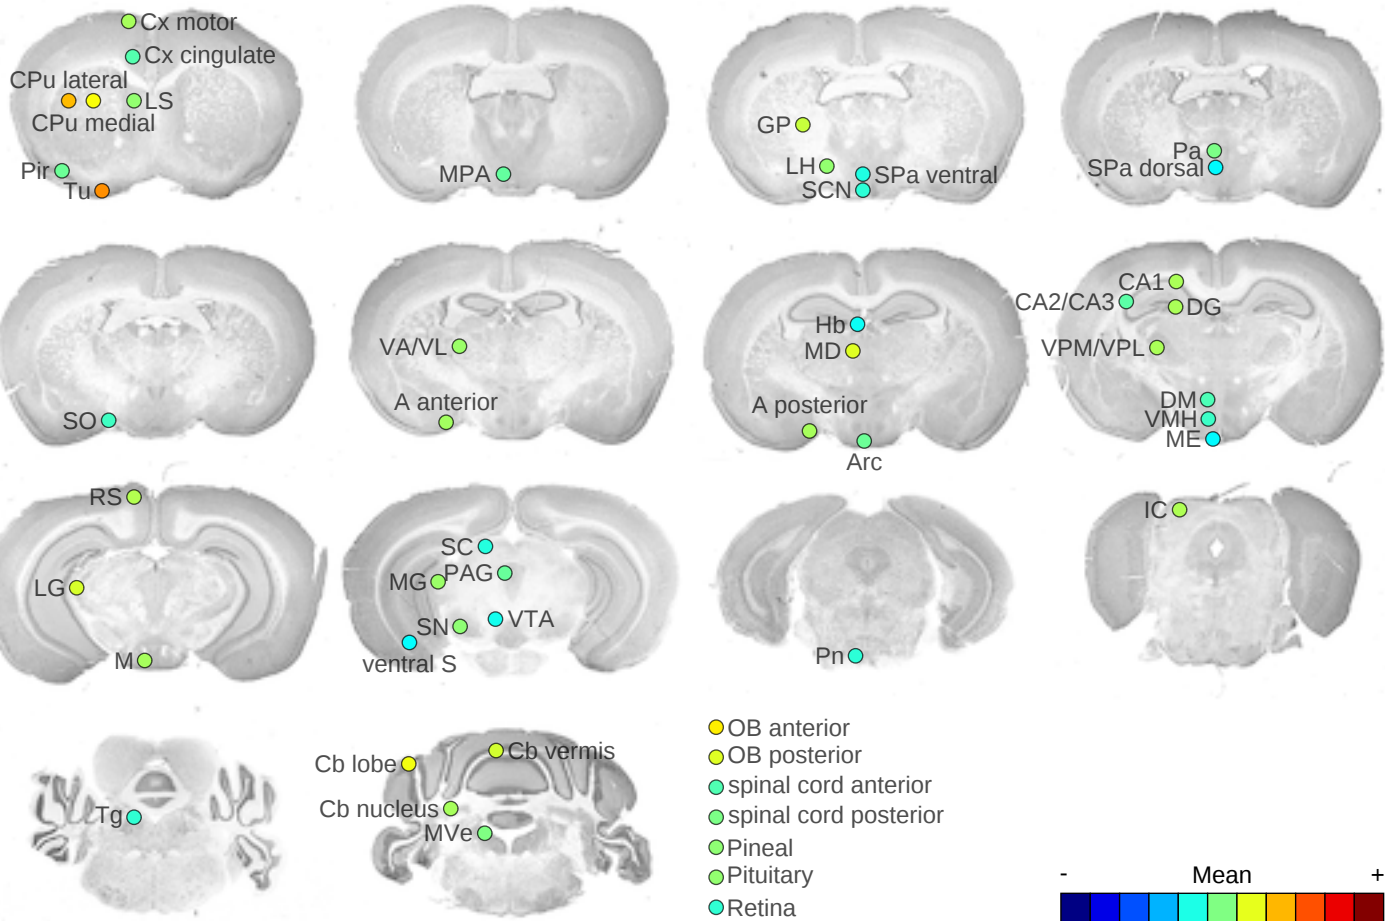 Cx motor
Cx cingulate
CPu lateral
LS
CPu medial
Pir
Tu
MPA
GP
LH
SPa ventral
SCN
Pa
SPa dorsal
SO
VA/VL
A anterior
Hb
MD
A posterior
Arc
CA1
CA2/CA3
DG
VPM/VPL
DM
VMH
ME
RS
LG
M
SC
MG
PAG
SN
VTA
ventral S
Pn
IC
Tg
Cb lobe
Cb vermis
Cb nucleus
MVe
OB anterior
OB posterior
spinal cord anterior
spinal cord posterior
Pineal
Pituitary
Retina
- Mean +